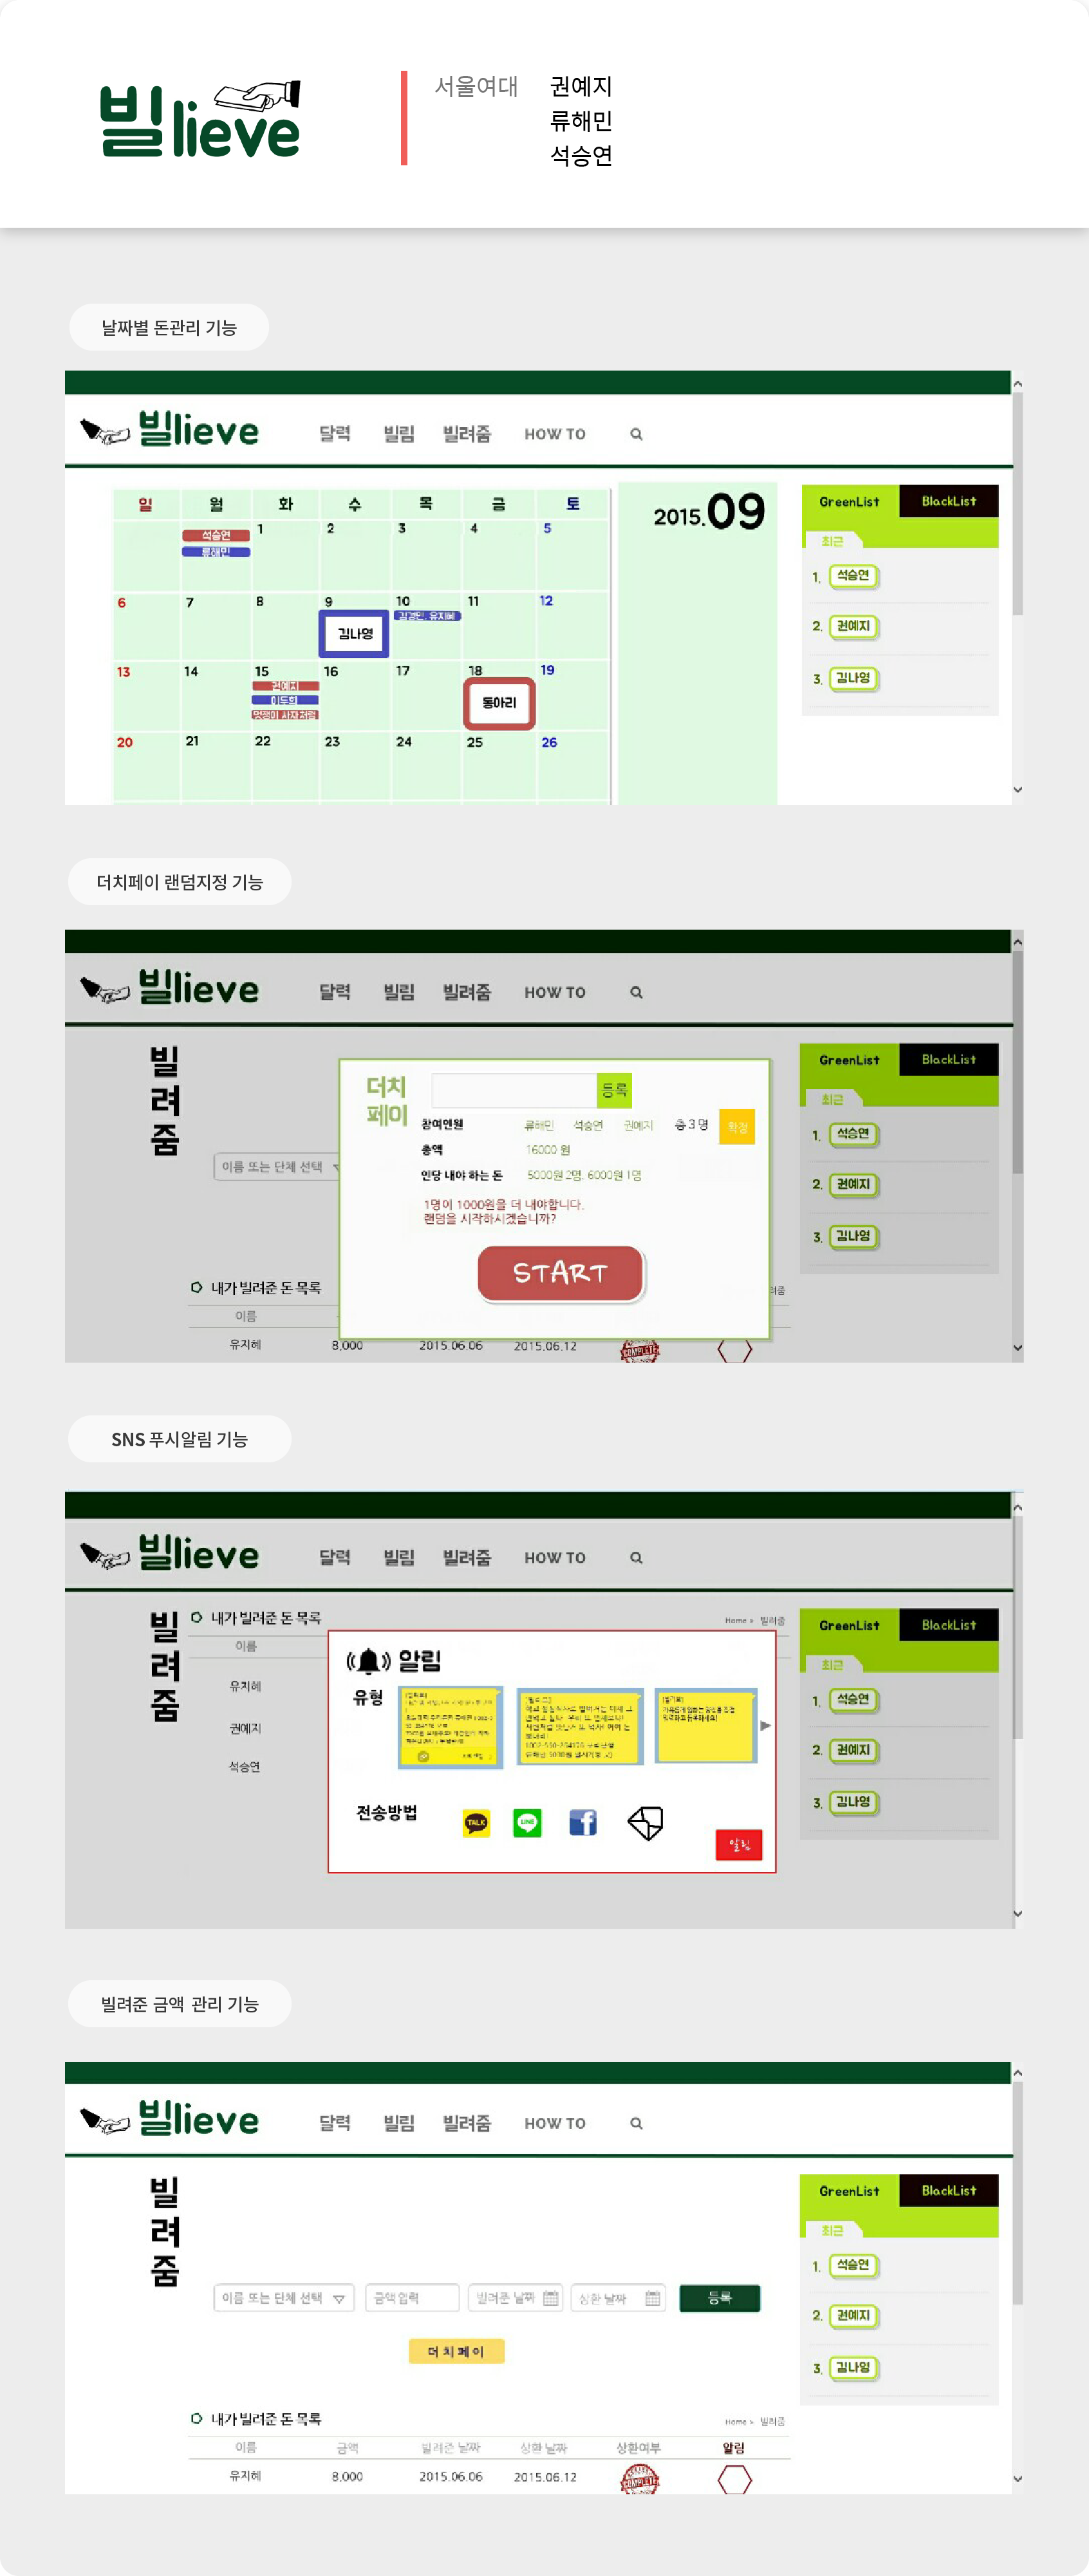 빌lieve
서울여대 권예지
류해민
석승연
날짜별 돈관리 기능
빌lieve 달력 빌림 빌려줌 HOW TO
일 월 화 수 목 금 토
2015.09
GreenList BlackList
최근
석승연 1 2 3 4 5
류해민
1. 석승연
2. 권예지
3. 김나영
6 7 8 9 10 11 12
김나영
13 14 15 16 17 18 19
권예지
동아리
20 21 22 23 24 25 26
더치페이 랜덤지정 기능
빌lieve 달력 빌림 빌려줌 HOW TO
빌려줌
GreenList BlackList
최근
1. 석승연
2. 권예지
3. 김나영
이름 또는 단체 선택
더치페이
등록
참여인원 류해민 석승연 권예지 총 3 명 확정
총액 16000 원
인당 내야 하는 돈 5000원 2명, 6000원 1명
1명이 1000원을 더 내야합니다.
랜덤을 시작하시겠습니까?
START
내가 빌려준 돈 목록
이름
유지혜 8,000 2015.06.06 2015.06.12 COMPLETE
SNS 푸시알림 기능
빌lieve 달력 빌림 빌려줌 HOW TO
빌려줌
내가 빌려준 돈 목록
Home > 빌려줌
GreenList BlackList
최근
1. 석승연
2. 권예지
3. 김나영
이름
유지혜
권예지
석승연
알림
유형
전송방법
TALK LINE f
알림
빌려준 금액 관리 기능
빌lieve 달력 빌림 빌려줌 HOW TO
빌려줌
GreenList BlackList
최근
1. 석승연
2. 권예지
3. 김나영
이름 또는 단체 선택 금액 입력 빌려준 날짜 상환 날짜 등록
더치페이
내가 빌려준 돈 목록
Home > 빌려줌
이름 금액 빌려준 날짜 상환 날짜 상환여부 알림
유지혜 8,000 2015.06.06 2015.06.12 COMPLETE